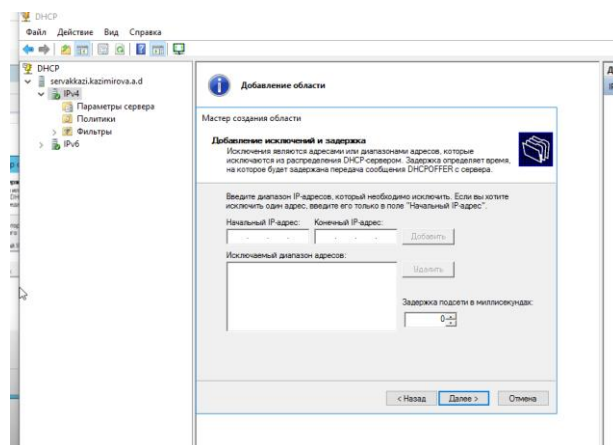 DHCP
Файл Действие Вид Справка
DHCP
servakkazi.kazimirova.a.d
IPv4
Параметры сервера
Политики
Фильтры
IPv6
Добавление области
Мастер создания области
Добавление исключений и задержка
Исключения являются адресами или диапазонами адресов, которые
исключаются из распределения DHCP-сервером. Задержка определяет время,
на которое будет задержана передача сообщения DHCPOFFER с сервера.
Введите диапазон IP-адресов, который необходимо исключить. Если вы хотите
исключить один адрес, введите его только в поле "Начальный IP-адрес".
Начальный IP-адрес: Конечный IP-адрес:
Добавить
Исключаемый диапазон адресов:
Удалить
Задержка подсети в миллисекундах:
0
< Назад Далее > Отмена